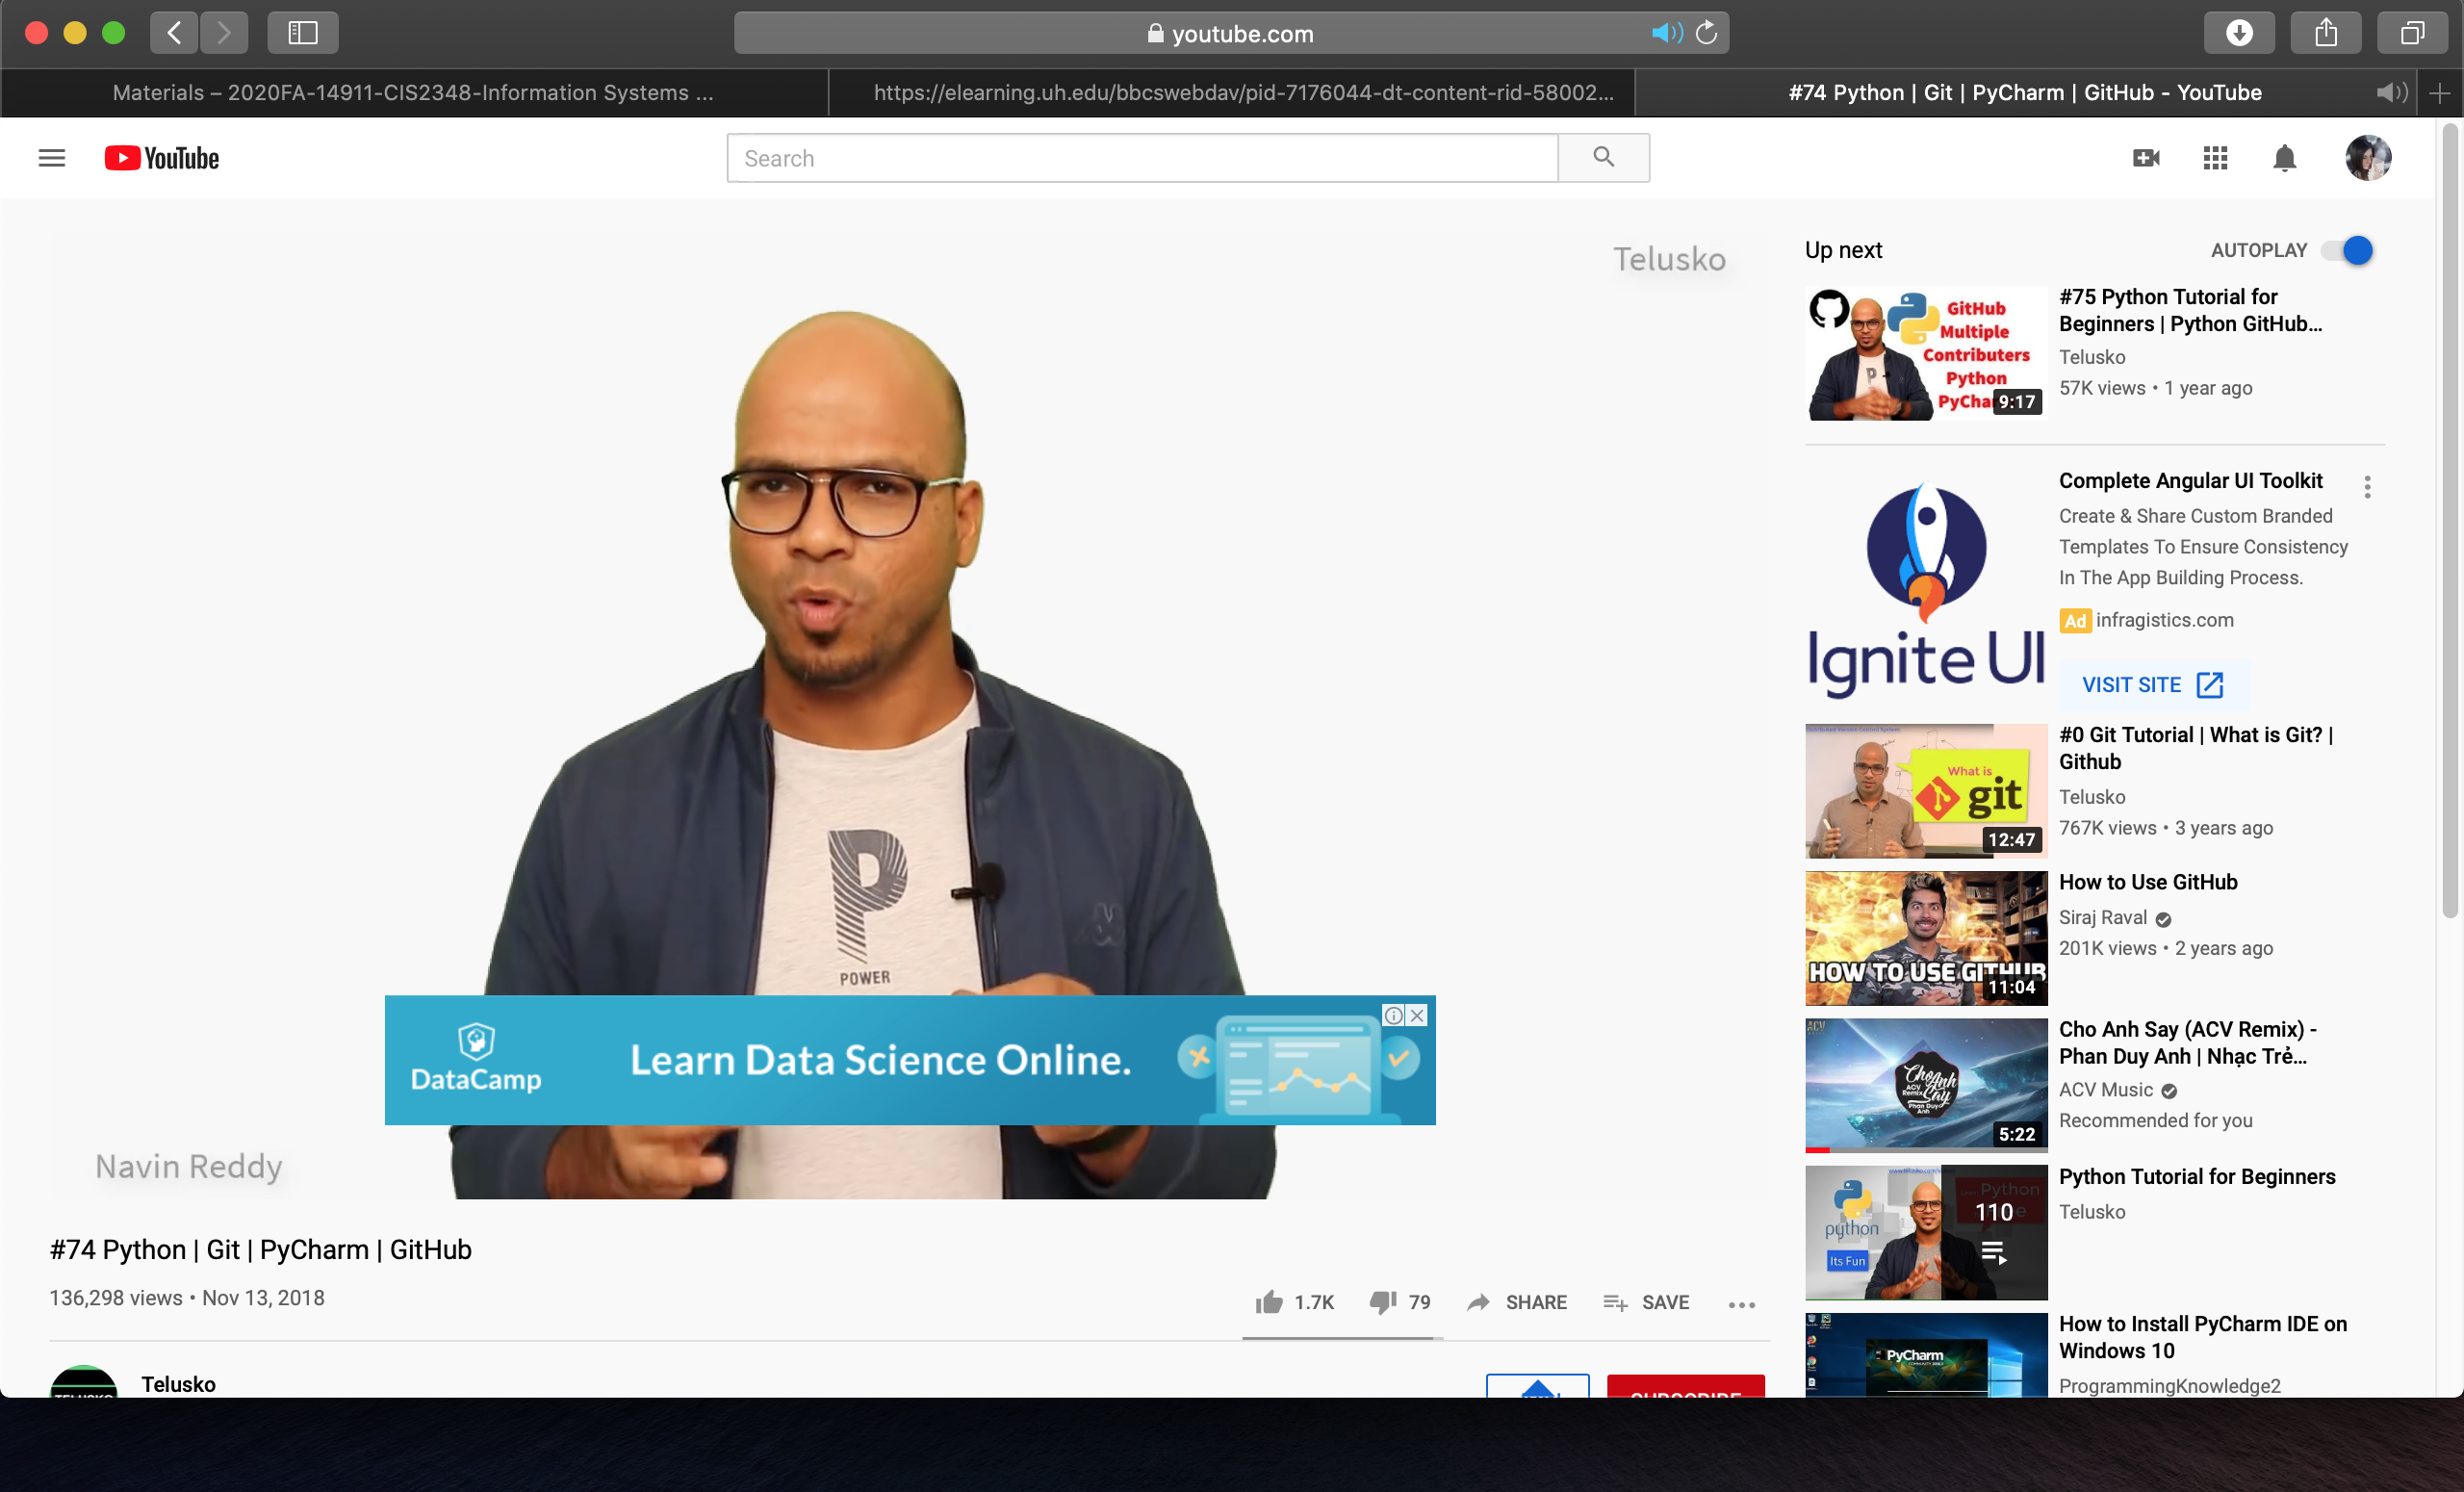 youtube.com
Materials – 2020FA-14911-CIS2348-Information Systems ...
https://elearning.uh.edu/bbcswebdav/pid-7176044-dt-content-rid-58002...
#74 Python | Git | PyCharm | GitHub - YouTube
YouTube
Search
Telusko
P
POWER
DataCamp
Learn Data Science Online.
Navin Reddy
#74 Python | Git | PyCharm | GitHub
136,298 views • Nov 13, 2018
1.7K
79
SHARE
SAVE
Telusko
Up next
AUTOPLAY
GitHub
Multiple
Contributers
Python
9:17
#75 Python Tutorial for
Beginners | Python GitHub...
Telusko
57K views • 1 year ago
Ignite UI
Complete Angular UI Toolkit
Create & Share Custom Branded
Templates To Ensure Consistency
In The App Building Process.
Ad infragistics.com
VISIT SITE
What is
git
12:47
#0 Git Tutorial | What is Git? |
Github
Telusko
767K views • 3 years ago
HOW TO USE GITHUB
11:04
How to Use GitHub
Siraj Raval
201K views • 2 years ago
ACV
Cho Anh
ACV
Remix
Say
Phan Duy
Anh
5:22
Cho Anh Say (ACV Remix) -
Phan Duy Anh | Nhạc Trẻ...
ACV Music
Recommended for you
python
Its Fun
Python
110
Python Tutorial for Beginners
Telusko
PyCharm
How to Install PyCharm IDE on
Windows 10
ProgrammingKnowledge2